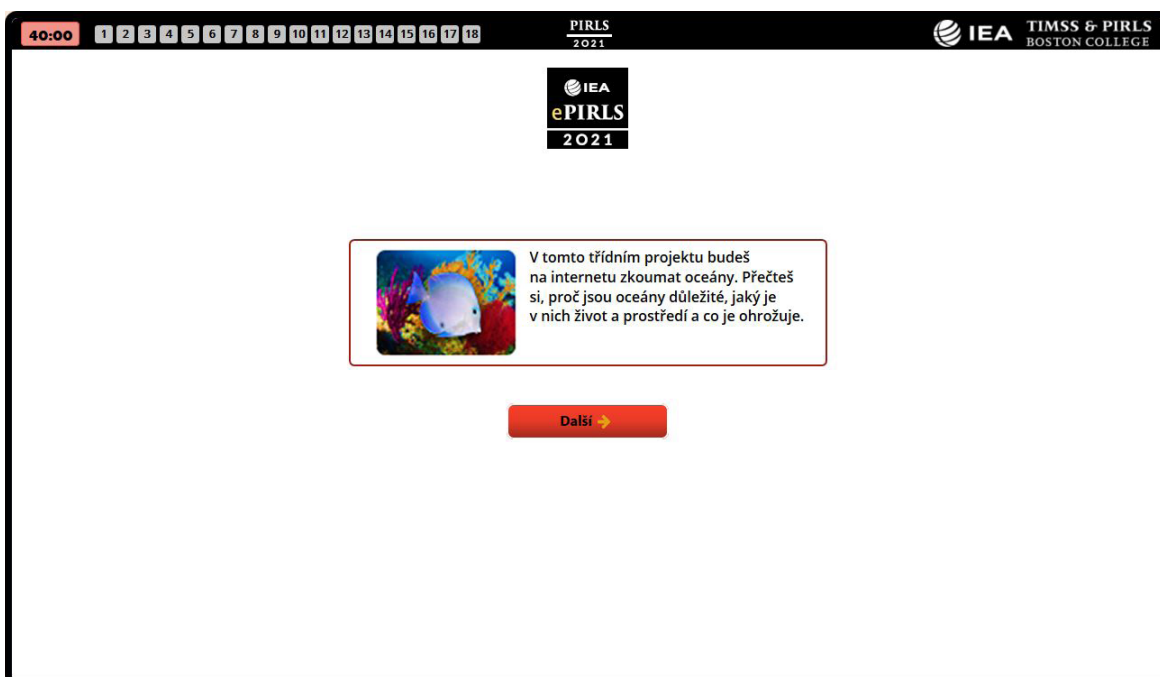 40:00 1 2 3 4 5 6 7 8 9 10 11 12 13 14 15 16 17 18
PIRLS
2021
IEA
TIMSS & PIRLS
BOSTON COLLEGE
IEA
ePIRLS
2021
V tomto třídním projektu budeš
na internetu zkoumat oceány. Přečteš
si, proč jsou oceány důležité, jaký je
v nich život a prostředí a co je ohrožuje.
Další